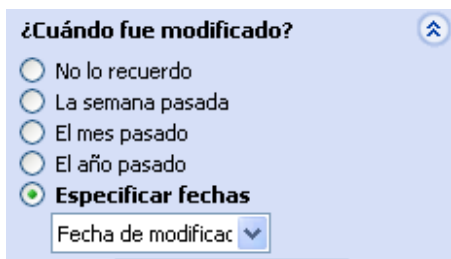 ¿Cuándo fue modificado?
No lo recuerdo
La semana pasada
El mes pasado
El año pasado
Especificar fechas
Fecha de modificac